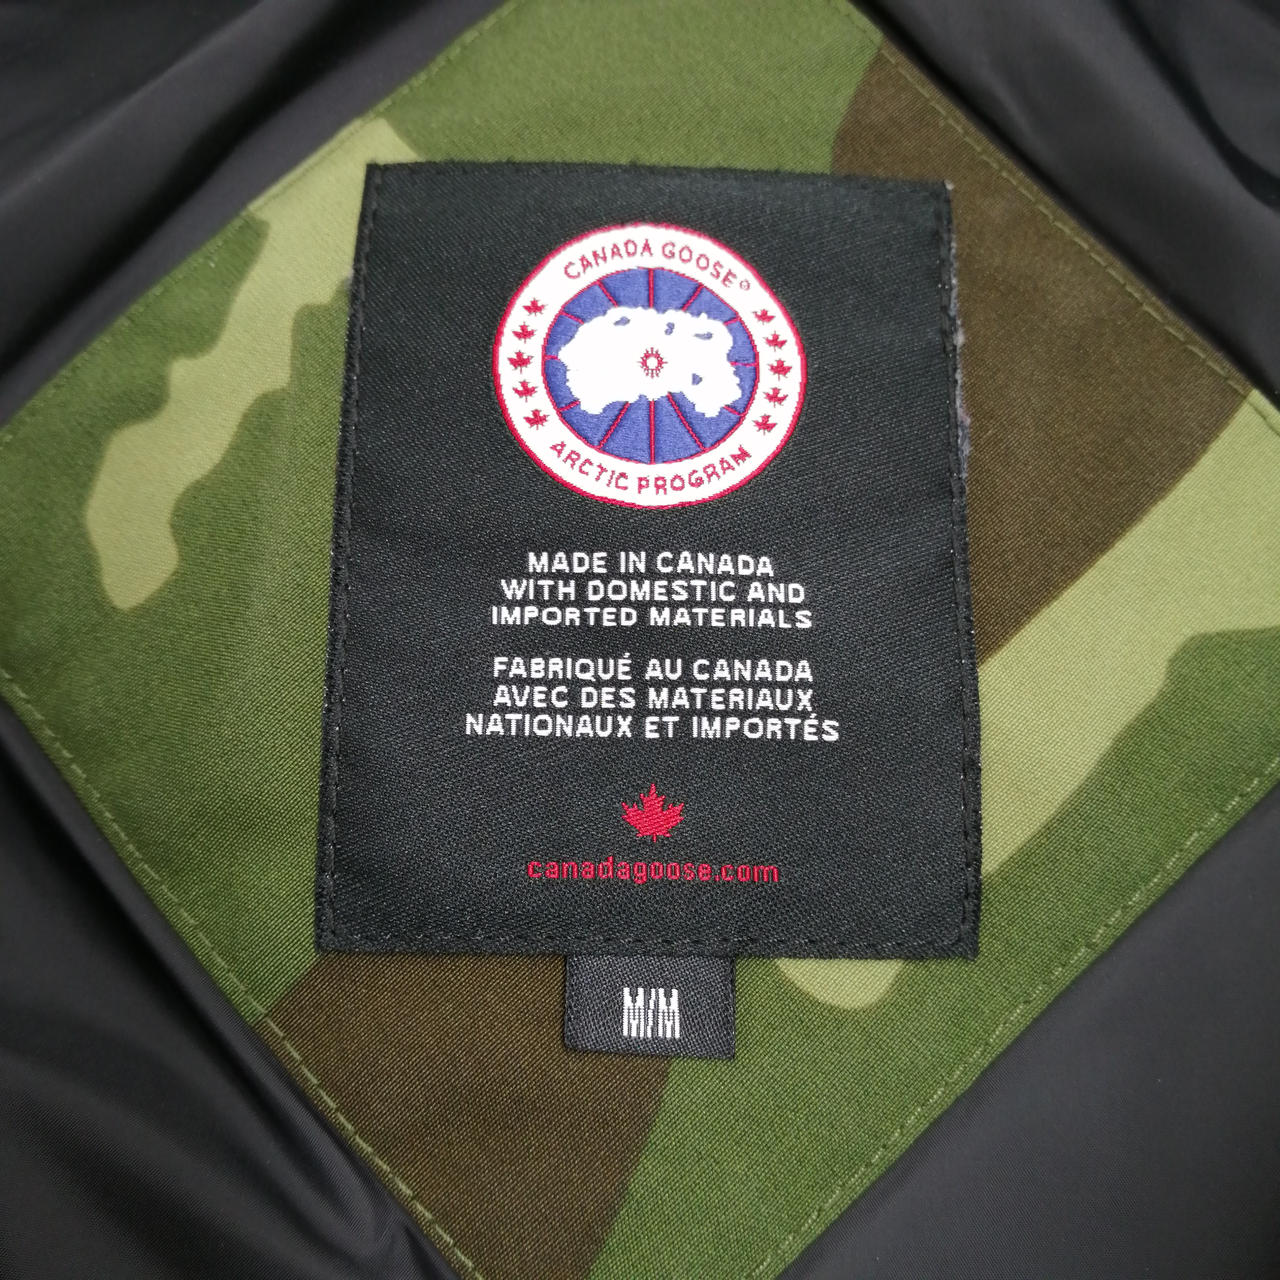 CANADA GOOSE®
ARCTIC PROGRAM
MADE IN CANADA
WITH DOMESTIC AND
IMPORTED MATERIALS
FABRIQUÉ AU CANADA
AVEC DES MATERIAUX
NATIONAUX ET IMPORTÉS
canadagoose.com
M/M